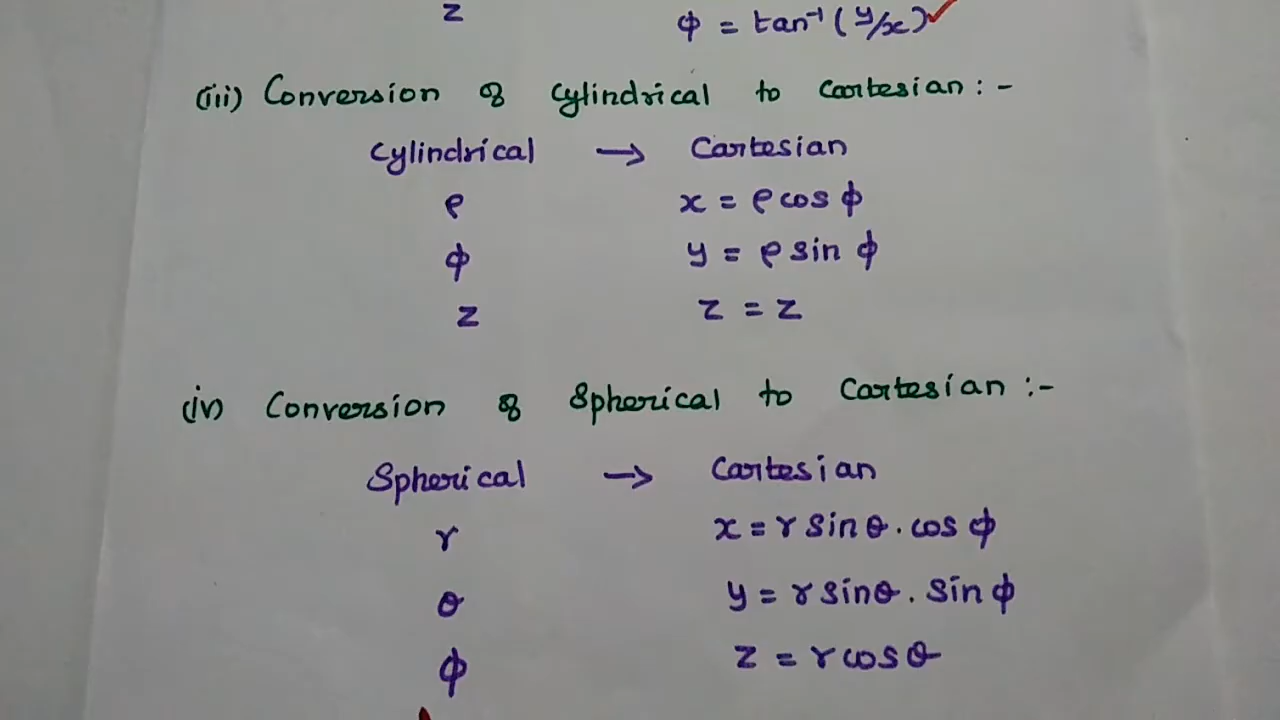 z φ = tan⁻¹(y/x) ✓
(iii) Conversion of Cylindrical to Cartesian :-
Cylindrical → Cartesian
ρ x = ρ cos φ
φ y = ρ sin φ
z z = z
(iv) Conversion of Spherical to Cartesian :-
Spherical → Cartesian
r x = r sin θ . cos φ
θ y = r sin θ . sin φ
φ z = r cos θ